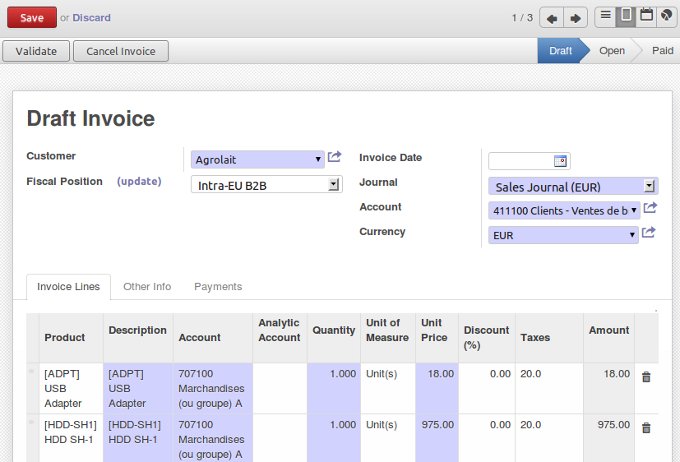 Save or Discard 1 / 3
Validate Cancel Invoice Draft Open Paid
Draft Invoice
Customer Agrolait
Fiscal Position (update) Intra-EU B2B
Invoice Date
Journal Sales Journal (EUR)
Account 411100 Clients - Ventes de b
Currency EUR
Invoice Lines Other Info Payments
Product Description Account Analytic Account Quantity Unit of Measure Unit Price Discount (%) Taxes Amount
[ADPT] [ADPT] 707100 1.000 Unit(s) 18.00 0.00 20.0 18.00
USB USB Marchandises
Adapter Adapter (ou groupe) A
[HDD-SH1] [HDD-SH1] 707100 1.000 Unit(s) 975.00 0.00 20.0 975.00
HDD SH-1 HDD SH-1 Marchandises
(ou groupe) A